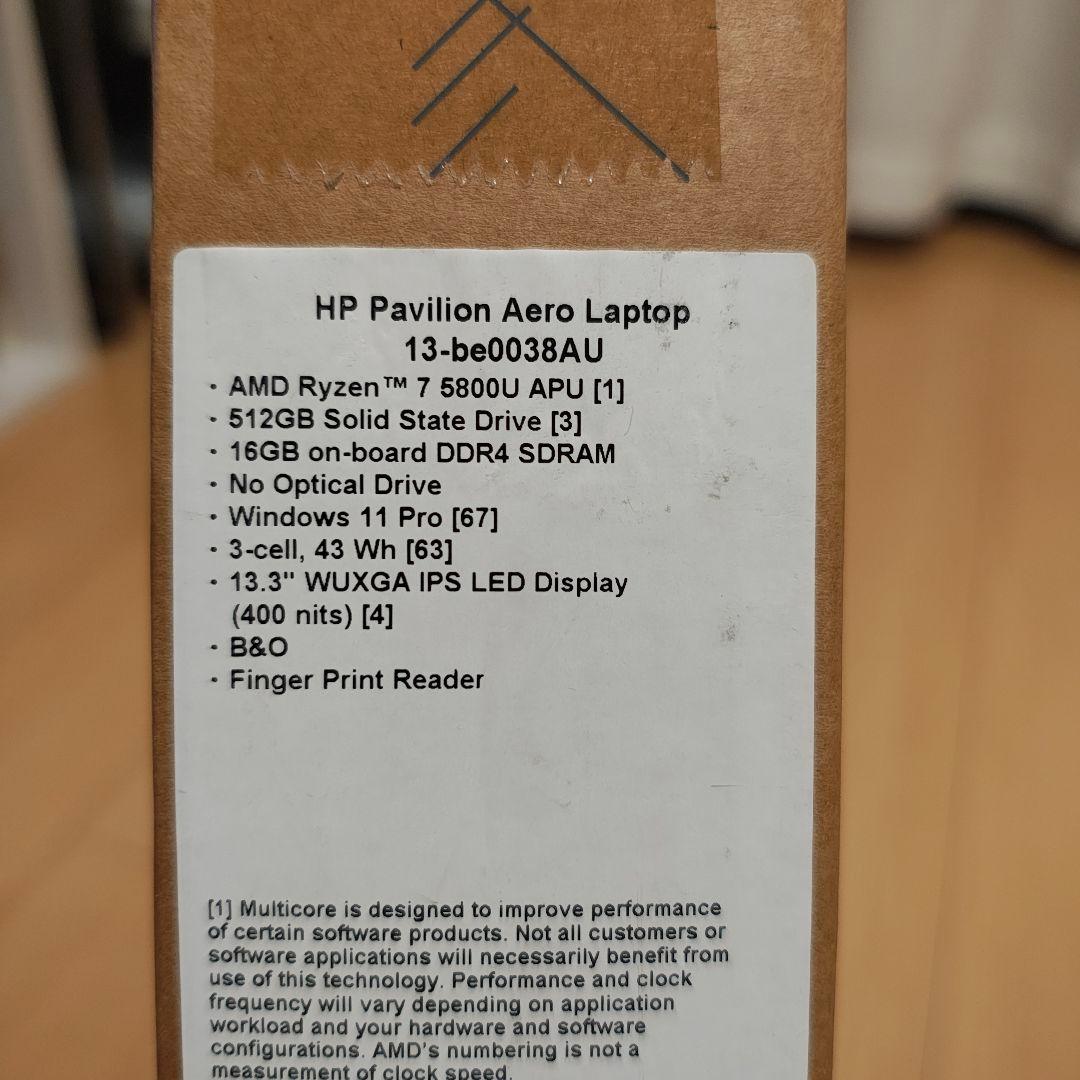 HP Pavilion Aero Laptop
13-be0038AU
· AMD Ryzen™ 7 5800U APU [1]
· 512GB Solid State Drive [3]
· 16GB on-board DDR4 SDRAM
· No Optical Drive
· Windows 11 Pro [67]
· 3-cell, 43 Wh [63]
· 13.3" WUXGA IPS LED Display
(400 nits) [4]
· B&O
· Finger Print Reader
[1] Multicore is designed to improve performance
of certain software products. Not all customers or
software applications will necessarily benefit from
use of this technology. Performance and clock
frequency will vary depending on application
workload and your hardware and software
configurations. AMD's numbering is not a
measurement of clock speed.